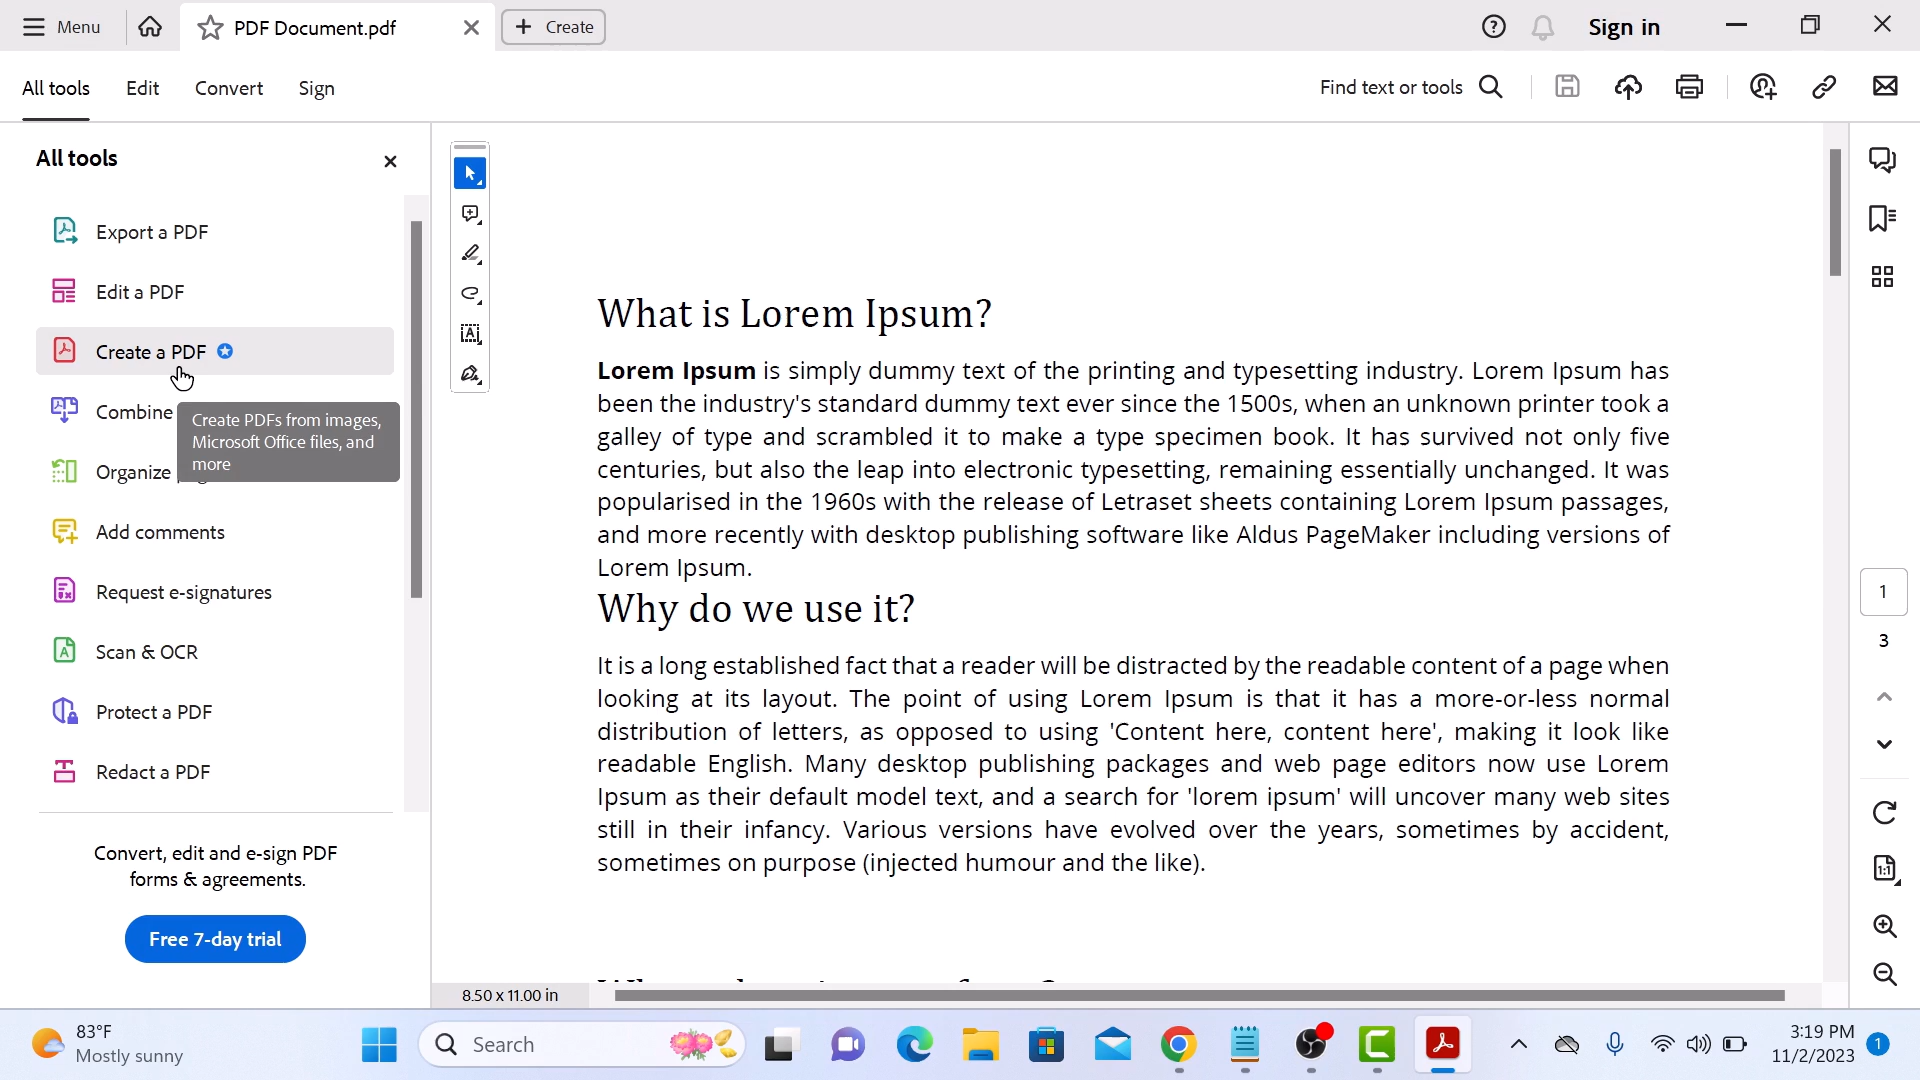 Menu
PDF Document.pdf
Create
Sign in
All tools
Edit
Convert
Sign
Find text or tools
All tools
Export a PDF
Edit a PDF
Create a PDF
Combine
Create PDFs from images,
Microsoft Office files, and
more
Organize
Add comments
Request e-signatures
Scan & OCR
Protect a PDF
Redact a PDF
Convert, edit and e-sign PDF
forms & agreements.
Free 7-day trial
What is Lorem Ipsum?
Lorem Ipsum is simply dummy text of the printing and typesetting industry. Lorem Ipsum has
been the industry's standard dummy text ever since the 1500s, when an unknown printer took a
galley of type and scrambled it to make a type specimen book. It has survived not only five
centuries, but also the leap into electronic typesetting, remaining essentially unchanged. It was
popularised in the 1960s with the release of Letraset sheets containing Lorem Ipsum passages,
and more recently with desktop publishing software like Aldus PageMaker including versions of
Lorem Ipsum.
Why do we use it?
It is a long established fact that a reader will be distracted by the readable content of a page when
looking at its layout. The point of using Lorem Ipsum is that it has a more-or-less normal
distribution of letters, as opposed to using 'Content here, content here', making it look like
readable English. Many desktop publishing packages and web page editors now use Lorem
Ipsum as their default model text, and a search for 'lorem ipsum' will uncover many web sites
still in their infancy. Various versions have evolved over the years, sometimes by accident,
sometimes on purpose (injected humour and the like).
1
3
1:1
8.50 x 11.00 in
83°F
Mostly sunny
Search
3:19 PM
11/2/2023
1